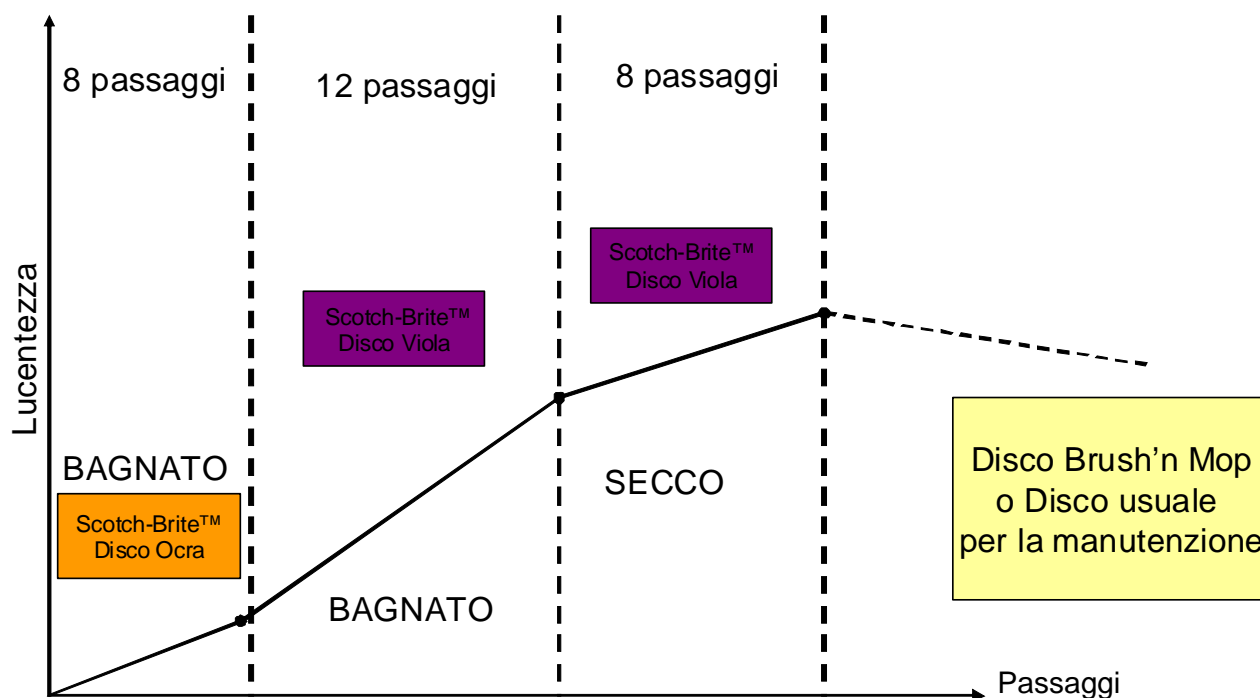 8 passaggi
12 passaggi
8 passaggi
Scotch-Brite™
Disco Viola
Scotch-Brite™
Disco Viola
Lucentezza
BAGNATO
SECCO
Scotch-Brite™
Disco Ocra
BAGNATO
Disco Brush’n Mop
o Disco usuale
per la manutenzione
Passaggi